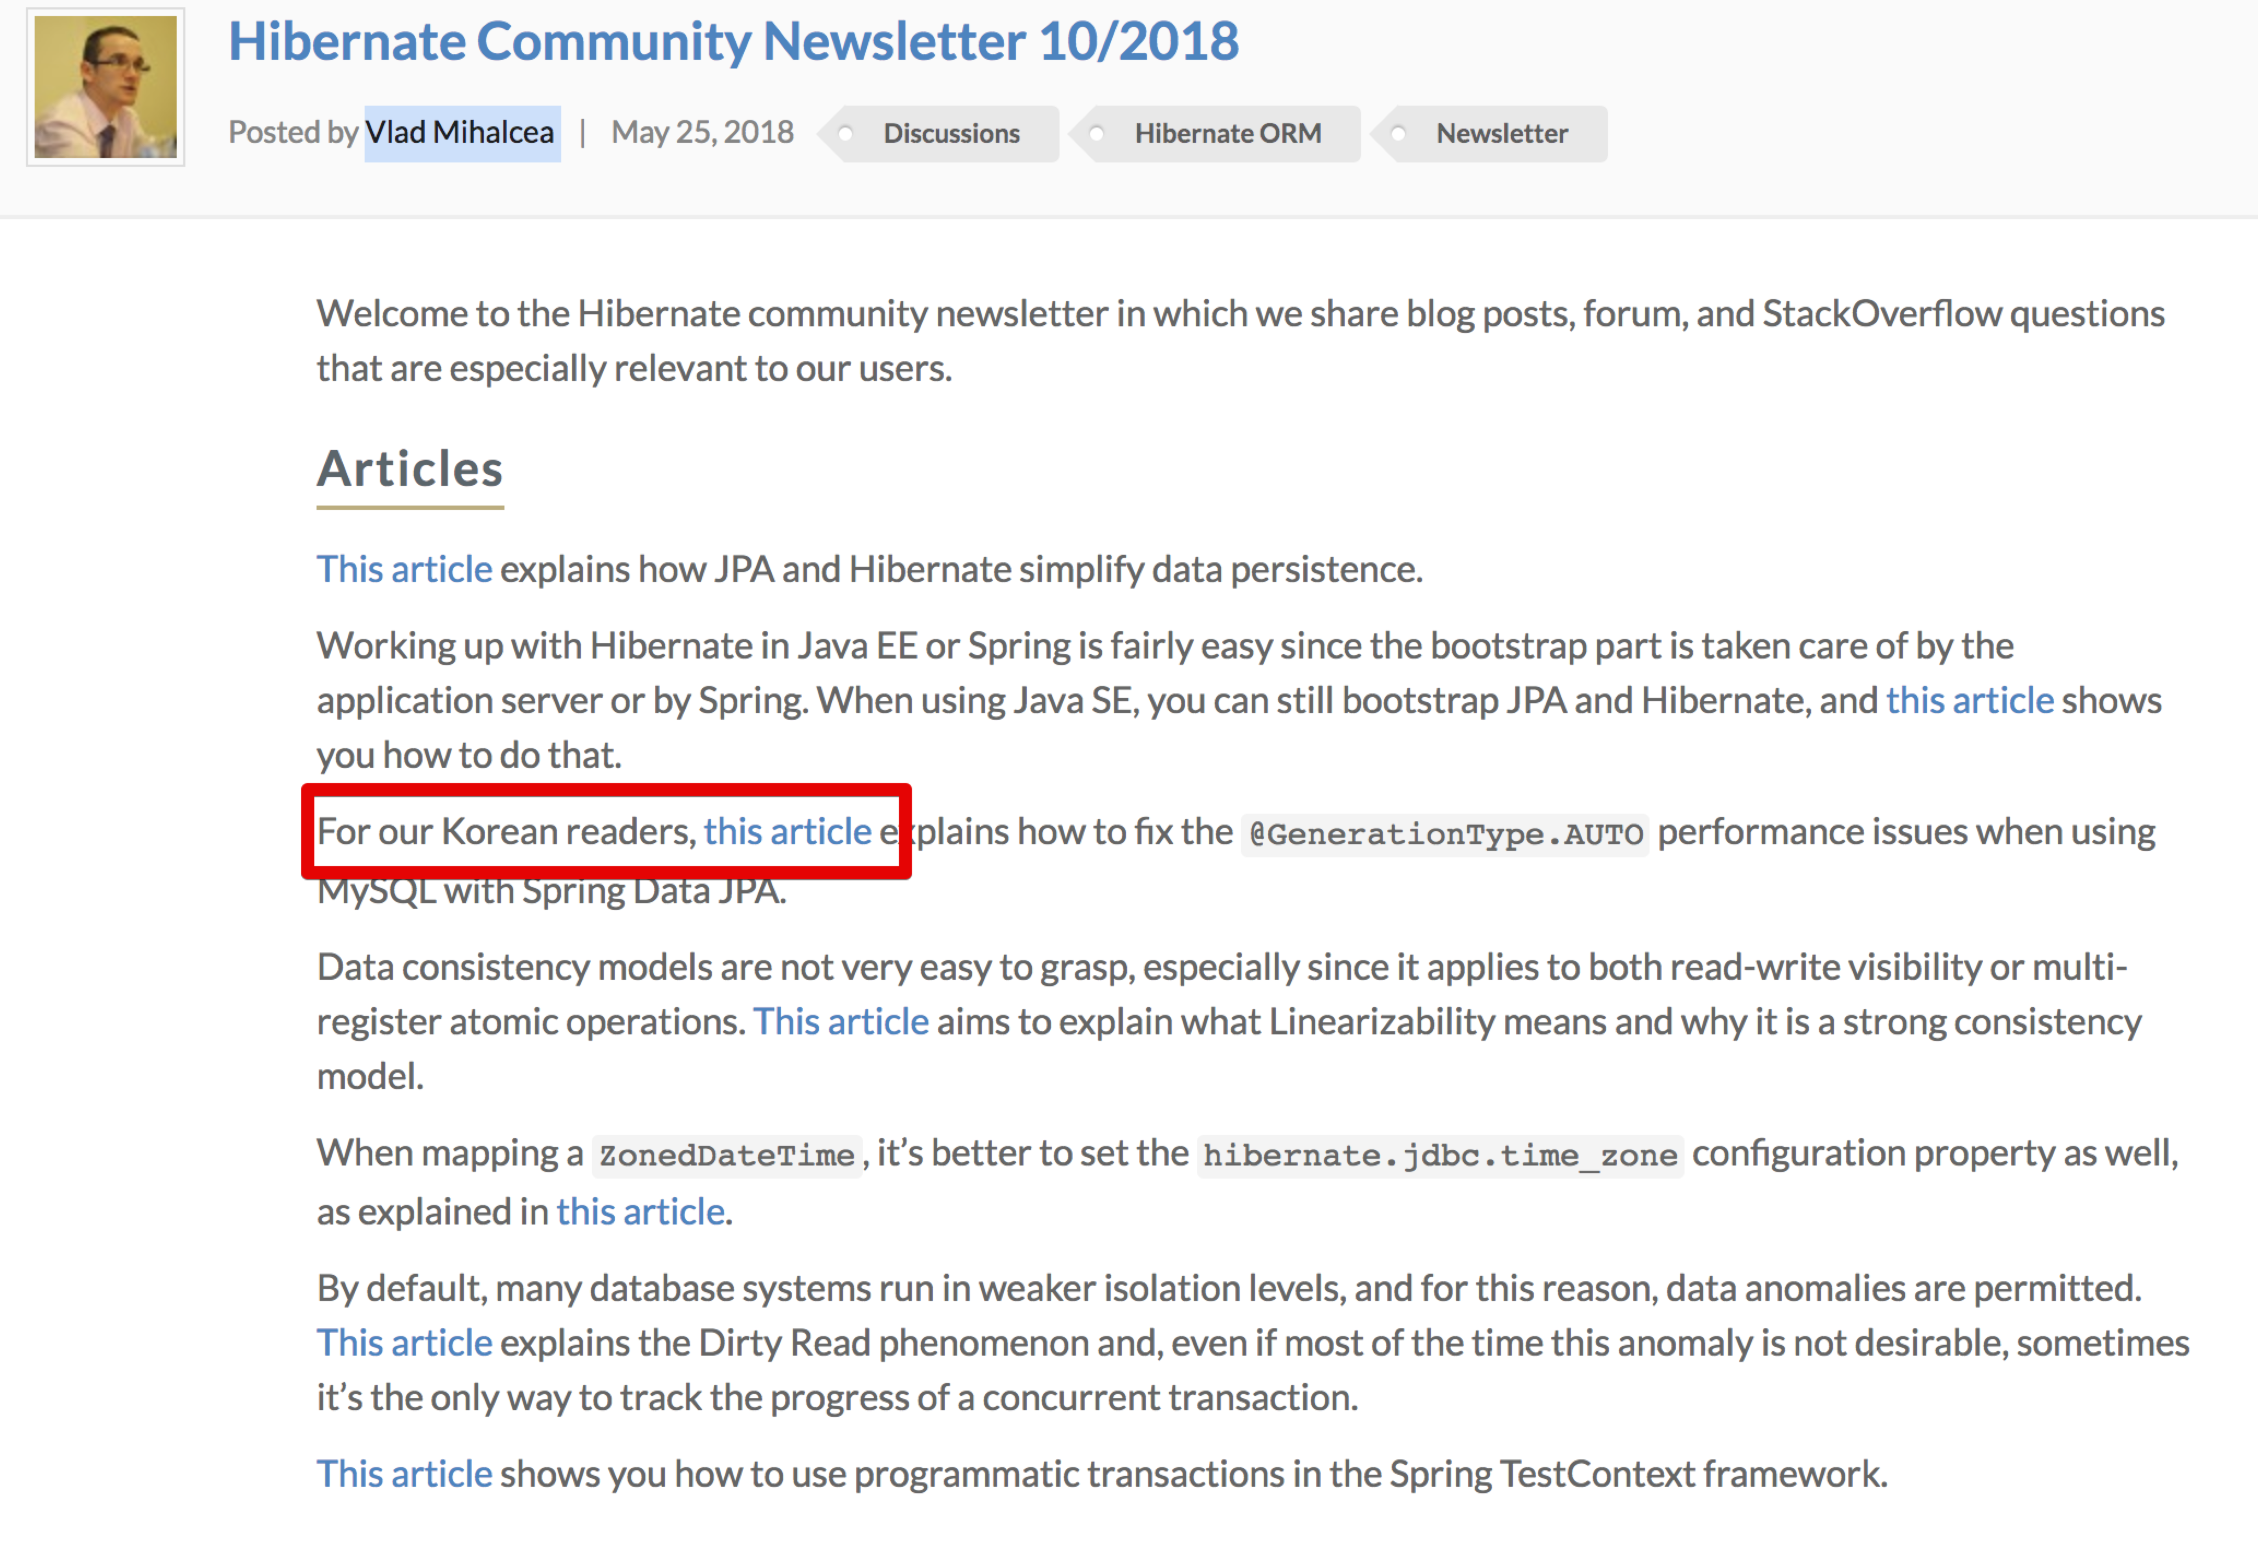 Hibernate Community Newsletter 10/2018
Posted by Vlad Mihalcea | May 25, 2018 Discussions Hibernate ORM Newsletter
Welcome to the Hibernate community newsletter in which we share blog posts, forum, and StackOverflow questions
that are especially relevant to our users.
Articles
This article explains how JPA and Hibernate simplify data persistence.
Working up with Hibernate in Java EE or Spring is fairly easy since the bootstrap part is taken care of by the
application server or by Spring. When using Java SE, you can still bootstrap JPA and Hibernate, and this article shows
you how to do that.
For our Korean readers, this article explains how to fix the @GenerationType.AUTO performance issues when using
MySQL with Spring Data JPA.
Data consistency models are not very easy to grasp, especially since it applies to both read-write visibility or multi-
register atomic operations. This article aims to explain what Linearizability means and why it is a strong consistency
model.
When mapping a ZonedDateTime, it’s better to set the hibernate.jdbc.time_zone configuration property as well,
as explained in this article.
By default, many database systems run in weaker isolation levels, and for this reason, data anomalies are permitted.
This article explains the Dirty Read phenomenon and, even if most of the time this anomaly is not desirable, sometimes
it’s the only way to track the progress of a concurrent transaction.
This article shows you how to use programmatic transactions in the Spring TestContext framework.